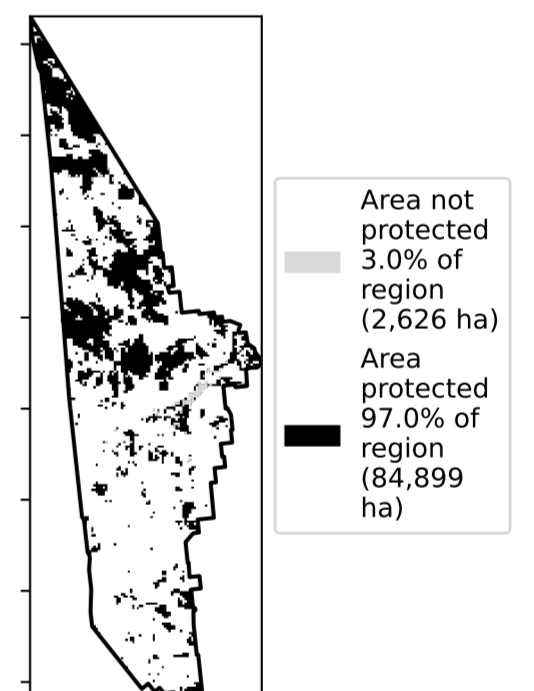 Area not
protected
3.0% of
region
(2,626 ha)
Area
protected
97.0% of
region
(84,899
ha)